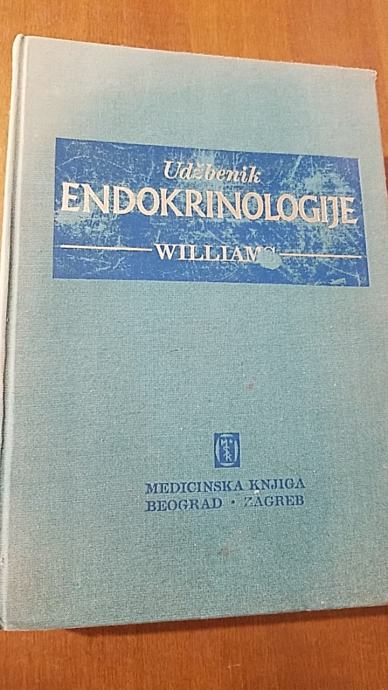 Udžbenik
ENDOKRINOLOGIJE
WILLIAMS
MEDICINSKA KNJIGA
BEOGRAD · ZAGREB